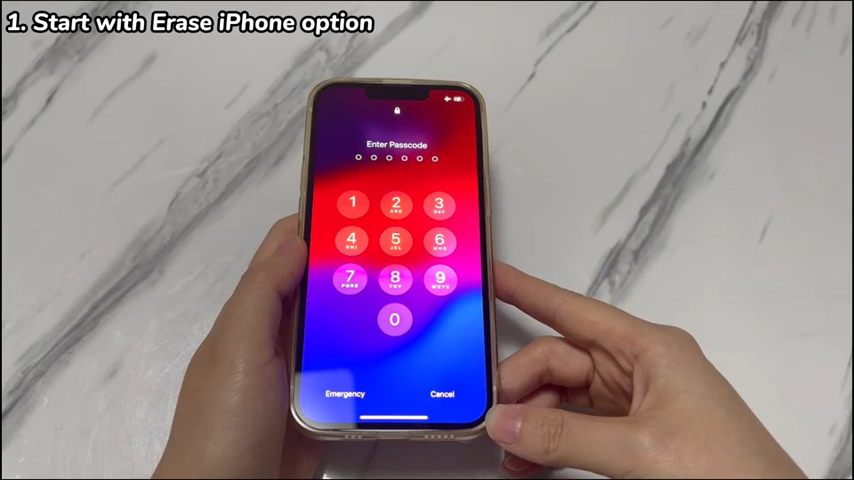 1. Start with Erase iPhone option
Enter Passcode
1 2 3
ABC DEF
4 5 6
GHI JKL MNO
7 8 9
PQRS TUV WXYZ
0
Emergency Cancel